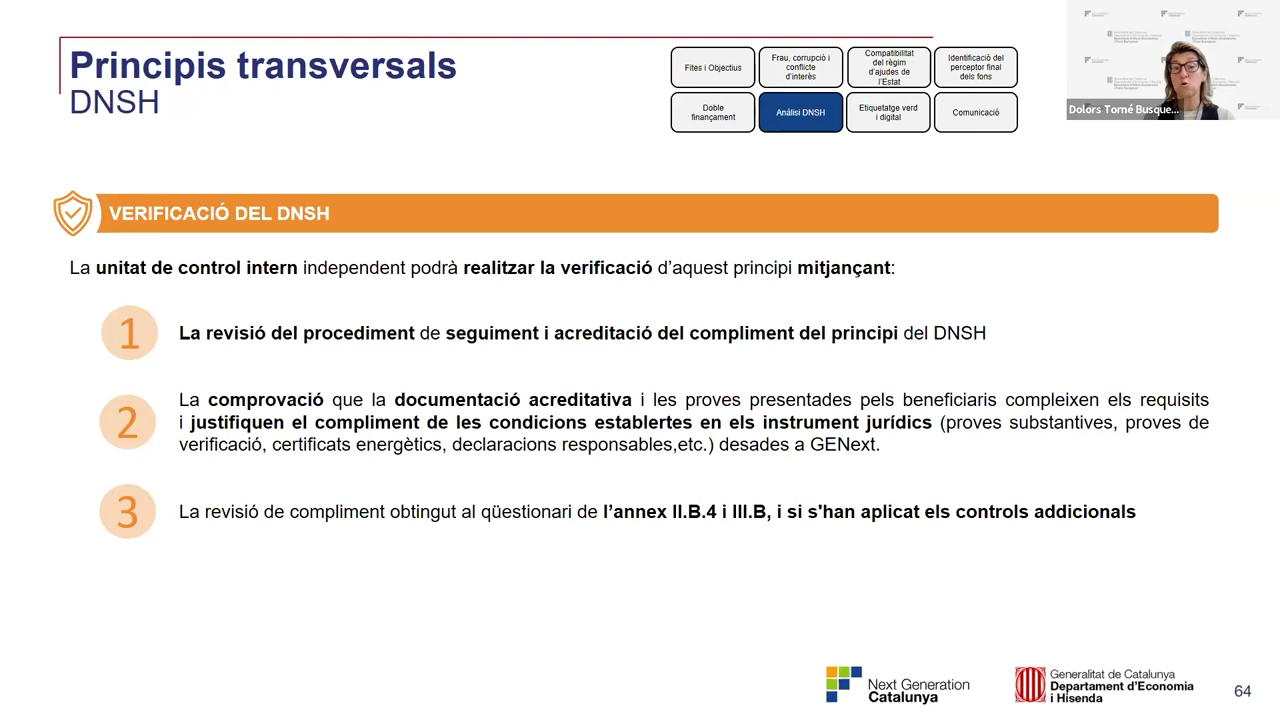 Principis transversals
DNSH
Fites i Objectius
Frau, corrupció i
conflicte
d'interès
Compatibilitat
del règim
d'ajudes de
l'Estat
Identificació del
perceptor final
dels fons
Doble
finançament
Anàlisi DNSH
Etiquetatge verd
i digital
Comunicació
Dolors Torné Busque...
VERIFICACIÓ DEL DNSH
La unitat de control intern independent podrà realitzar la verificació d'aquest principi mitjançant:
1
La revisió del procediment de seguiment i acreditació del compliment del principi del DNSH
2
La comprovació que la documentació acreditativa i les proves presentades pels beneficiaris compleixen els requisits
i justifiquen el compliment de les condicions establertes en els instrument jurídics (proves substantives, proves de
verificació, certificats energètics, declaracions responsables,etc.) desades a GENext.
3
La revisió de compliment obtingut al qüestionari de l'annex II.B.4 i III.B, i si s'han aplicat els controls addicionals
Next Generation
Catalunya
Generalitat de Catalunya
Departament d'Economia
i Hisenda
64